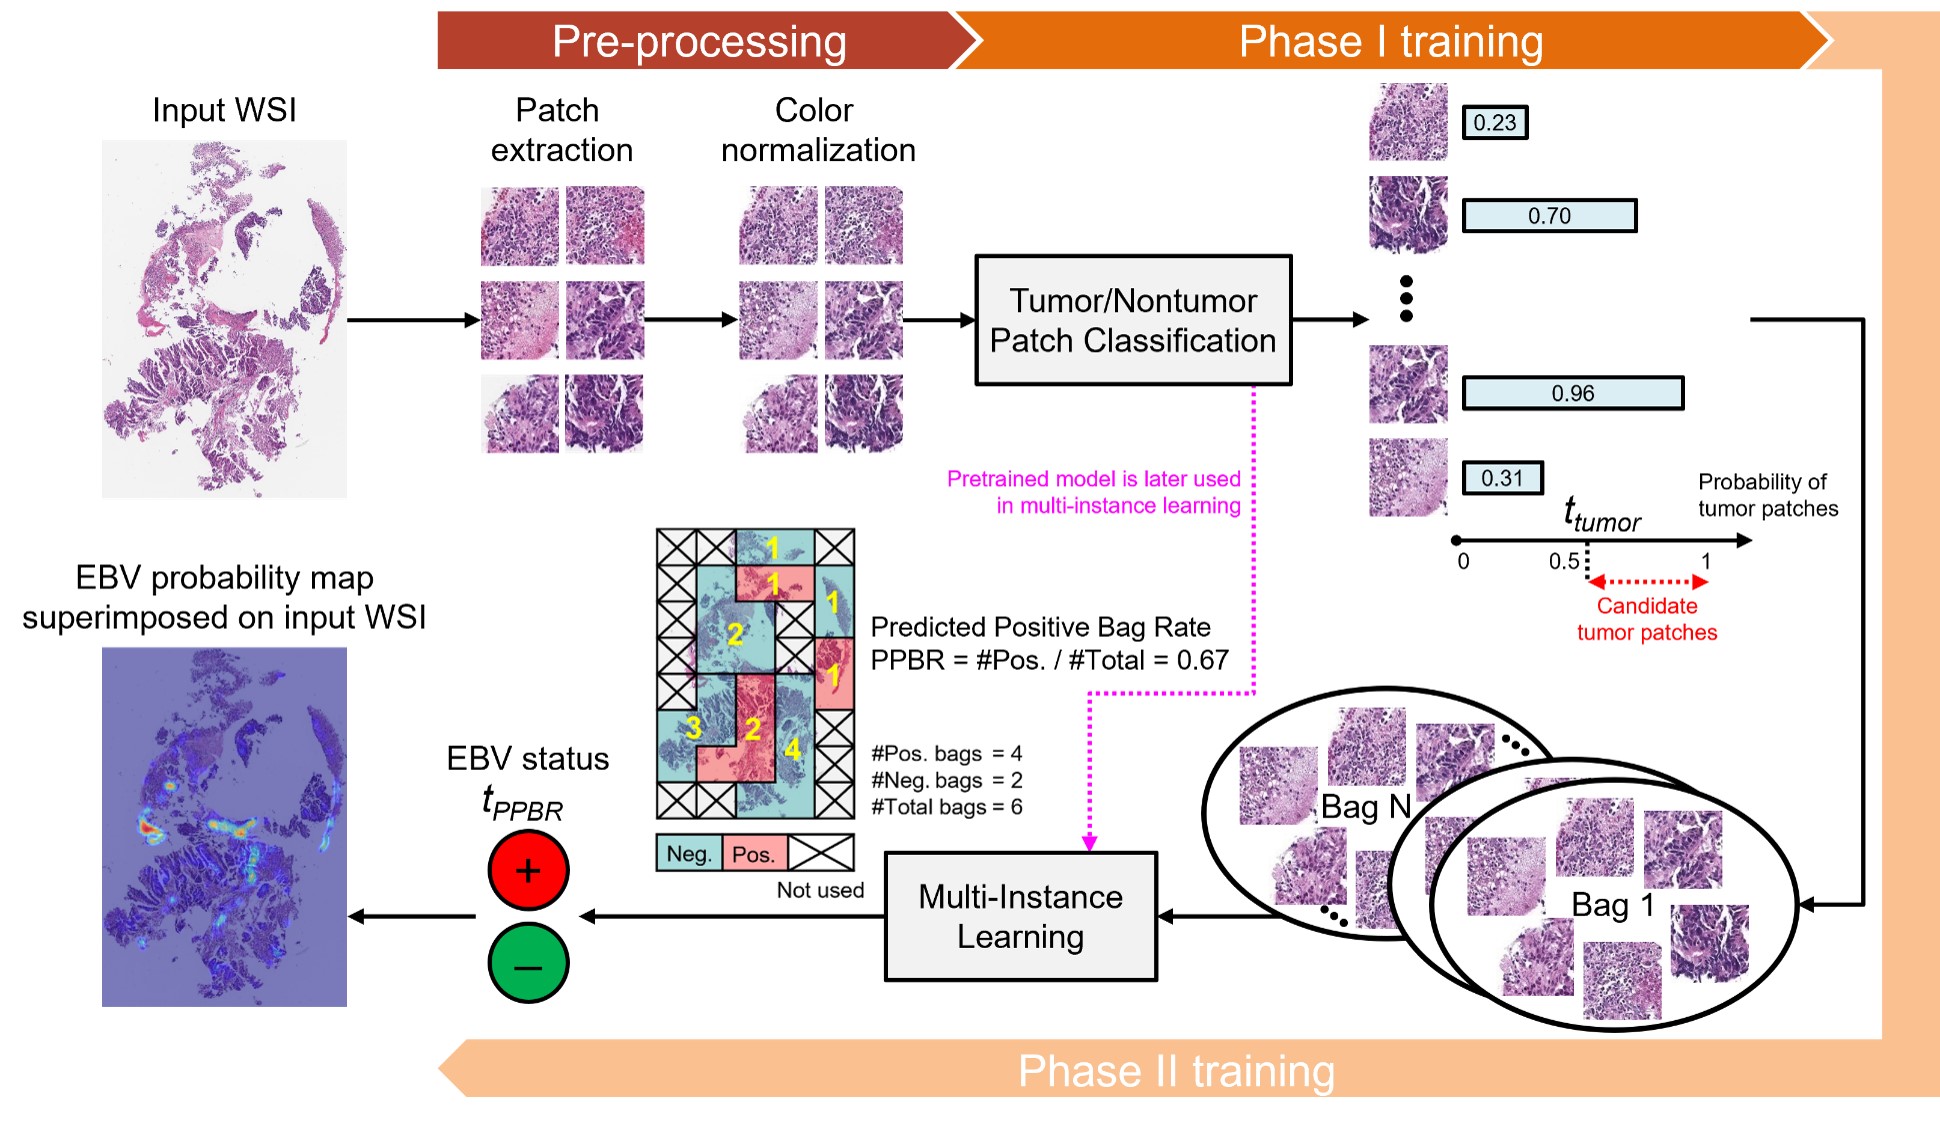 Pre-processing
Phase I training
Input WSI
Patch
extraction
Color
normalization
Tumor/Nontumor
Patch Classification
0.23
0.70
0.96
0.31
t_tumor
Probability of
tumor patches
0
0.5
1
Candidate
tumor patches
Pretrained model is later used
in multi-instance learning
Bag N
Bag 1
Multi-Instance
Learning
1
1
1
2
1
3
2
4
Neg.
Pos.
Not used
Predicted Positive Bag Rate
PPBR = #Pos. / #Total = 0.67
#Pos. bags = 4
#Neg. bags = 2
#Total bags = 6
EBV status
t_PPBR
+
–
EBV probability map
superimposed on input WSI
Phase II training